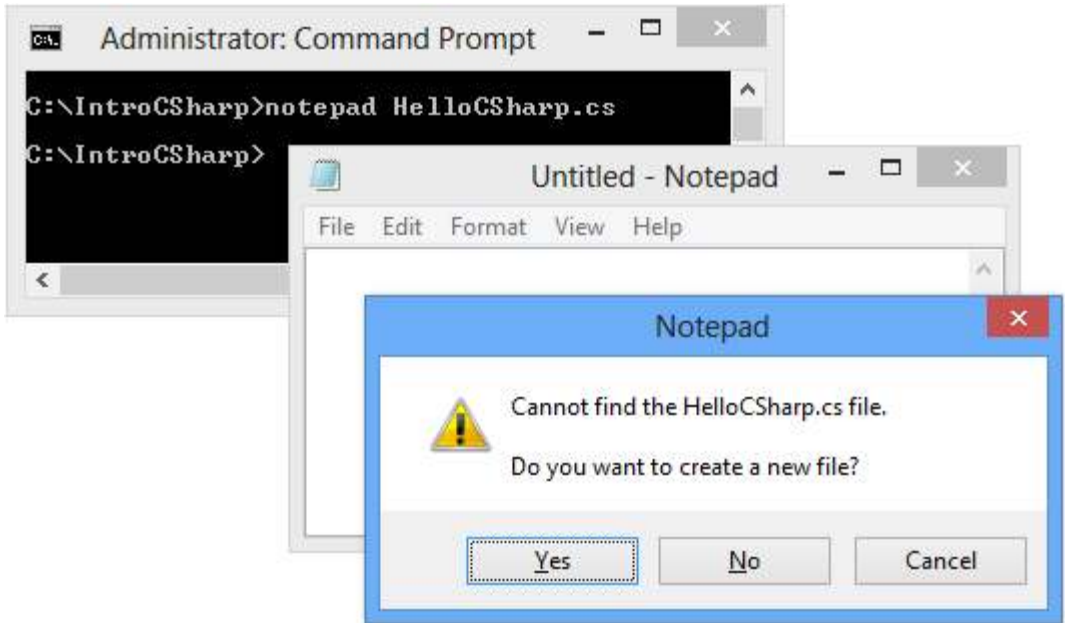 Administrator: Command Prompt
C:\IntroCSharp>notepad HelloCSharp.cs
C:\IntroCSharp>
Untitled - Notepad
File Edit Format View Help
Notepad
Cannot find the HelloCSharp.cs file.
Do you want to create a new file?
Yes No Cancel